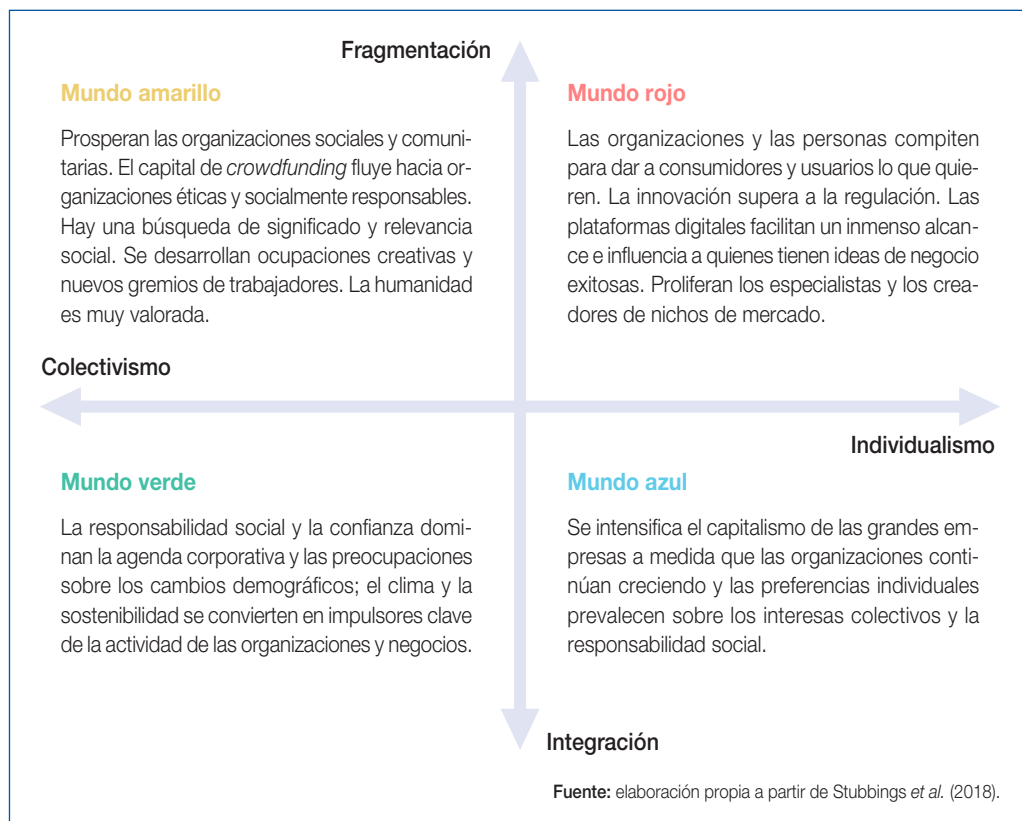 Fragmentación
Mundo amarillo
Prosperan las organizaciones sociales y comuni-
tarias. El capital de crowdfunding fluye hacia or-
ganizaciones éticas y socialmente responsables.
Hay una búsqueda de significado y relevancia
social. Se desarrollan ocupaciones creativas y
nuevos gremios de trabajadores. La humanidad
es muy valorada.
Mundo rojo
Las organizaciones y las personas compiten
para dar a consumidores y usuarios lo que quie-
ren. La innovación supera a la regulación. Las
plataformas digitales facilitan un inmenso alcan-
ce e influencia a quienes tienen ideas de negocio
exitosas. Proliferan los especialistas y los crea-
dores de nichos de mercado.
Colectivismo
Individualismo
Mundo verde
La responsabilidad social y la confianza domi-
nan la agenda corporativa y las preocupaciones
sobre los cambios demográficos; el clima y la
sostenibilidad se convierten en impulsores clave
de la actividad de las organizaciones y negocios.
Mundo azul
Se intensifica el capitalismo de las grandes em-
presas a medida que las organizaciones conti-
núan creciendo y las preferencias individuales
prevalecen sobre los interesas colectivos y la
responsabilidad social.
Integración
Fuente: elaboración propia a partir de Stubbings et al. (2018).